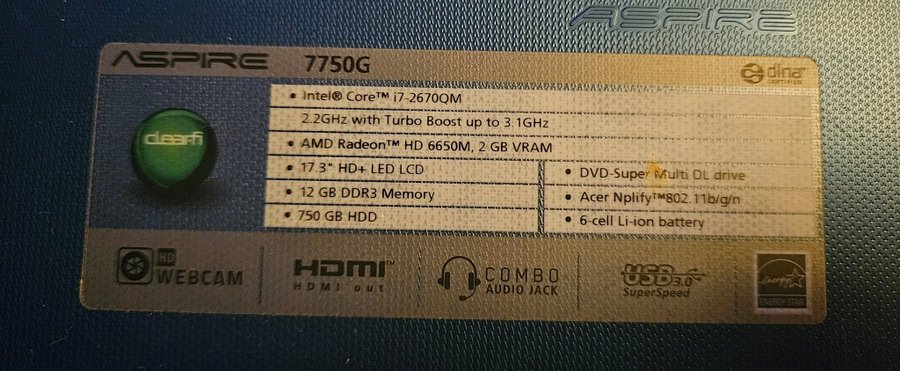 ASPIRE
ASPIRE 7750G
dlna
clear.fi
• Intel® Core™ i7-2670QM
2.2GHz with Turbo Boost up to 3.1GHz
• AMD Radeon™ HD 6650M, 2 GB VRAM
• 17.3" HD+ LED LCD
• 12 GB DDR3 Memory
• 750 GB HDD
• DVD-Super Multi DL drive
• Acer Nplify™802.11b/g/n
• 6-cell Li-ion battery
HD
WEBCAM
HDMI™
HDMI out
COMBO
AUDIO JACK
USB 3.0
SuperSpeed
energy
ENERGY STAR